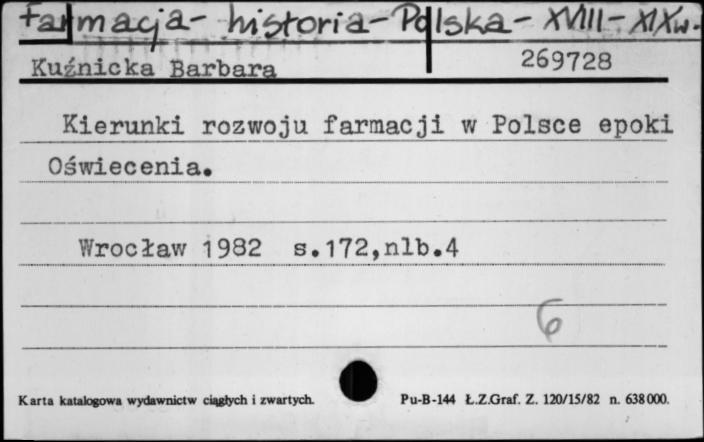 Farmacja - historia - Polska - XVIII - XIX w.
Kuźnicka Barbara 269728
Kierunki rozwoju farmacji w Polsce epoki
Oświecenia.
Wrocław 1982 s.172,nlb.4
6
Karta katalogowa wydawnictw ciągłych i zwartych. Pu-B-144 Ł.Z.Graf. Z. 120/15/82 n. 638000.